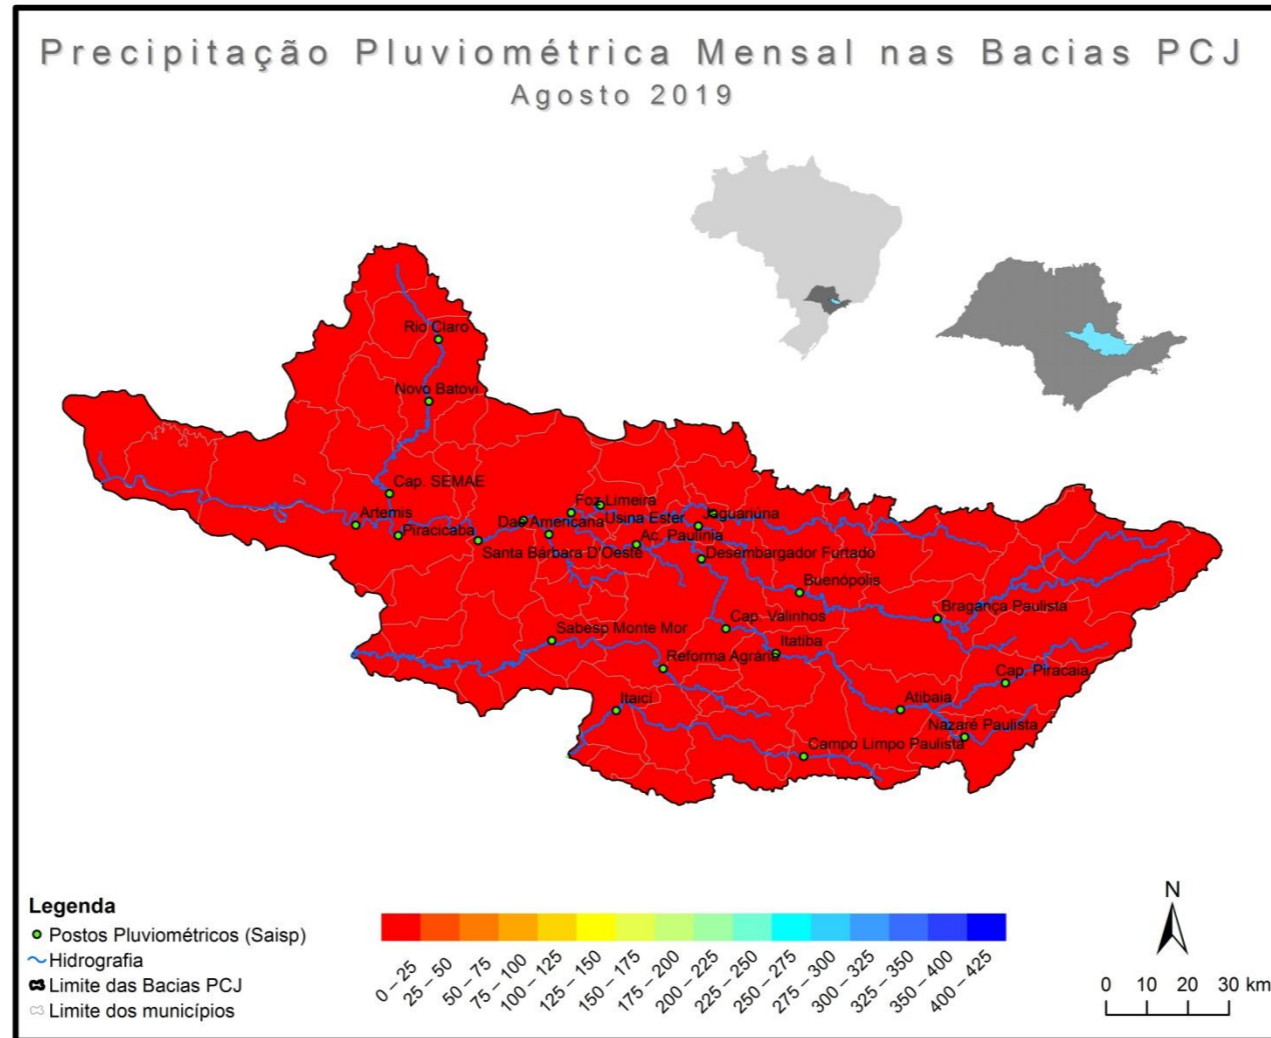 Precipitação Pluviométrica Mensal nas Bacias PCJ
Agosto 2019
Rio Claro
Novo Batovi
Cap. SEMAE
Artemis
Piracicaba
Foz Limeira
Dae Americana
Usina Ester
Jaguariúna
Santa Bárbara D'Oeste
Ac. Paulínia
Desembargador Furtado
Buenópolis
Bragança Paulista
Cap. Valinhos
Sabesp Monte Mor
Itatiba
Reforma Agrária
Cap. Piracaia
Itaici
Atibaia
Nazaré Paulista
Campo Limpo Paulista
Legenda
Postos Pluviométricos (Saisp)
Hidrografia
Limite das Bacias PCJ
Limite dos municípios
0 – 25
25 – 50
50 – 75
75 – 100
100 – 125
125 – 150
150 – 175
175 – 200
200 – 225
225 – 250
250 – 275
275 – 300
300 – 325
325 – 350
350 – 400
400 – 425
N
0 10 20 30 km